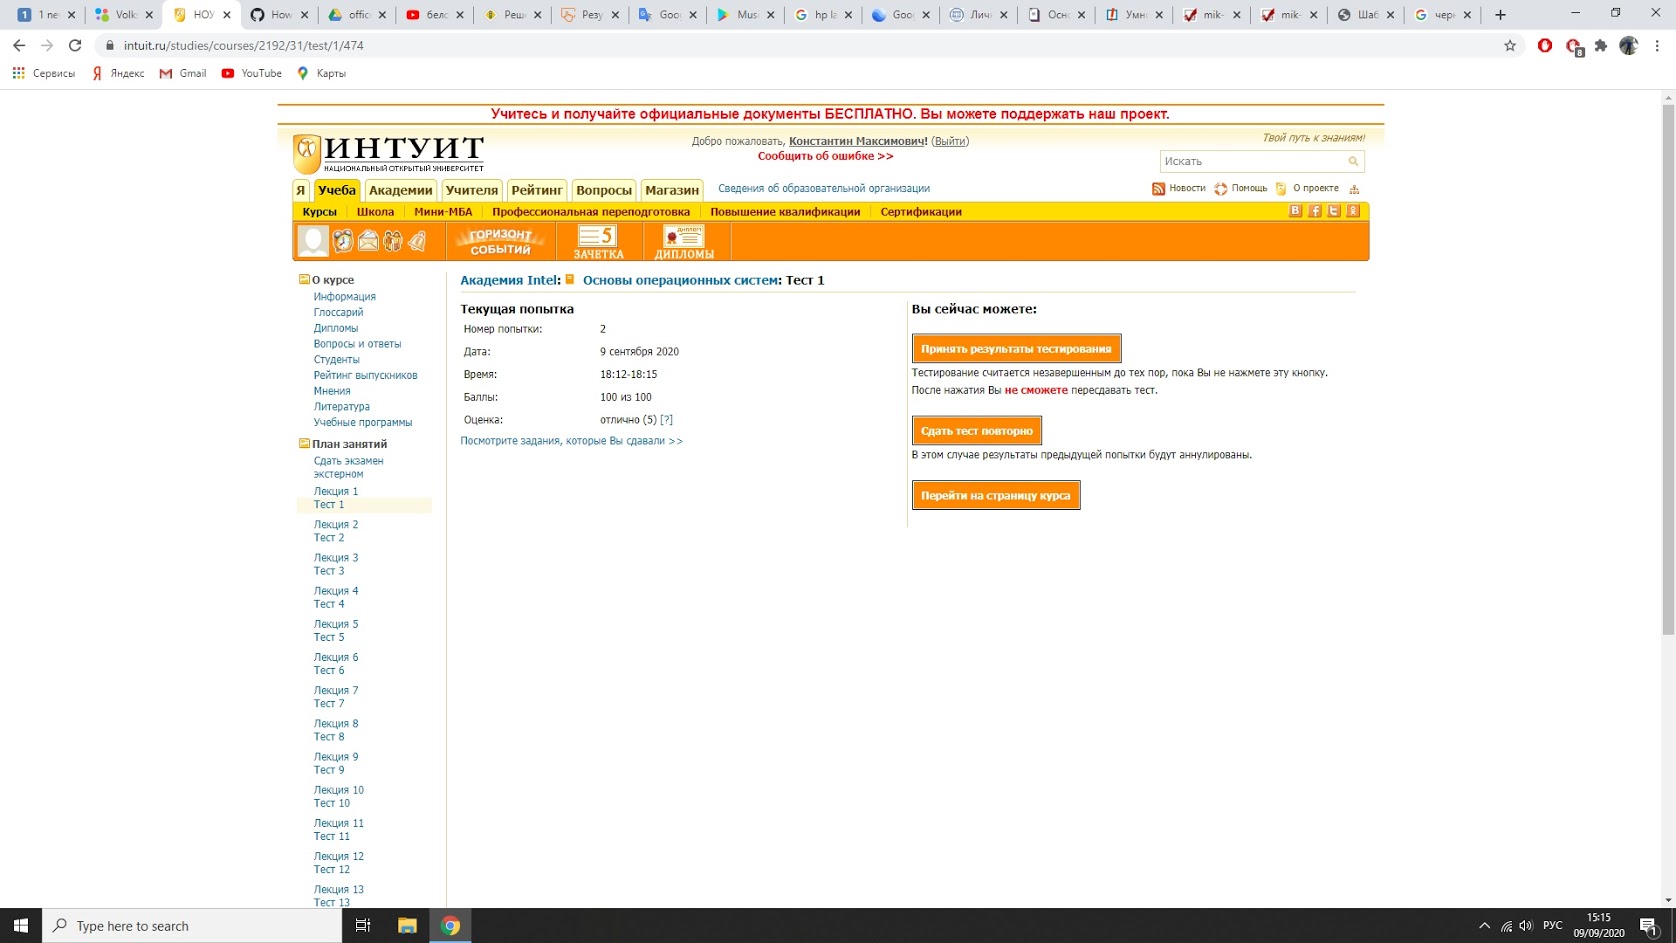 1 пе
Volk
НОУ
How
offic
бело
Реш
Резу
Goo
Mus
hp la
Goo
Личн
Осно
Умно
mik-
mik-
Шаб
черн
intuit.ru/studies/courses/2192/31/test/1/474
8
Сервисы
Яндекс
Gmail
YouTube
Карты
Учитесь и получайте официальные документы БЕСПЛАТНО. Вы можете поддержать наш проект.
ИНТУИТ
НАЦИОНАЛЬНЫЙ ОТКРЫТЫЙ УНИВЕРСИТЕТ
Добро пожаловать, Константин Максимович! (Выйти)
Сообщить об ошибке >>
Твой путь к знаниям!
Искать
Я Учеба Академии Учителя Рейтинг Вопросы Магазин Сведения об образовательной организации
Новости Помощь О проекте
Курсы Школа Мини-МБА Профессиональная переподготовка Повышение квалификации Сертификации
ГОРИЗОНТ
СОБЫТИЙ
5
ЗАЧЕТКА
ДИПЛОМЫ
О курсе
Информация
Глоссарий
Дипломы
Вопросы и ответы
Студенты
Рейтинг выпускников
Мнения
Литература
Учебные программы
План занятий
Сдать экзамен
экстерном
Лекция 1
Тест 1
Лекция 2
Тест 2
Лекция 3
Тест 3
Лекция 4
Тест 4
Лекция 5
Тест 5
Лекция 6
Тест 6
Лекция 7
Тест 7
Лекция 8
Тест 8
Лекция 9
Тест 9
Лекция 10
Тест 10
Лекция 11
Тест 11
Лекция 12
Тест 12
Лекция 13
Тест 13
Академия Intel: Основы операционных систем: Тест 1
Текущая попытка
Номер попытки: 2
Дата: 9 сентября 2020
Время: 18:12-18:15
Баллы: 100 из 100
Оценка: отлично (5) [?]
Посмотрите задания, которые Вы сдавали >>
Вы сейчас можете:
Принять результаты тестирования
Тестирование считается незавершенным до тех пор, пока Вы не нажмете эту кнопку.
После нажатия Вы не сможете пересдавать тест.
Сдать тест повторно
В этом случае результаты предыдущей попытки будут аннулированы.
Перейти на страницу курса
Type here to search
РУС
15:15
09/09/2020
1